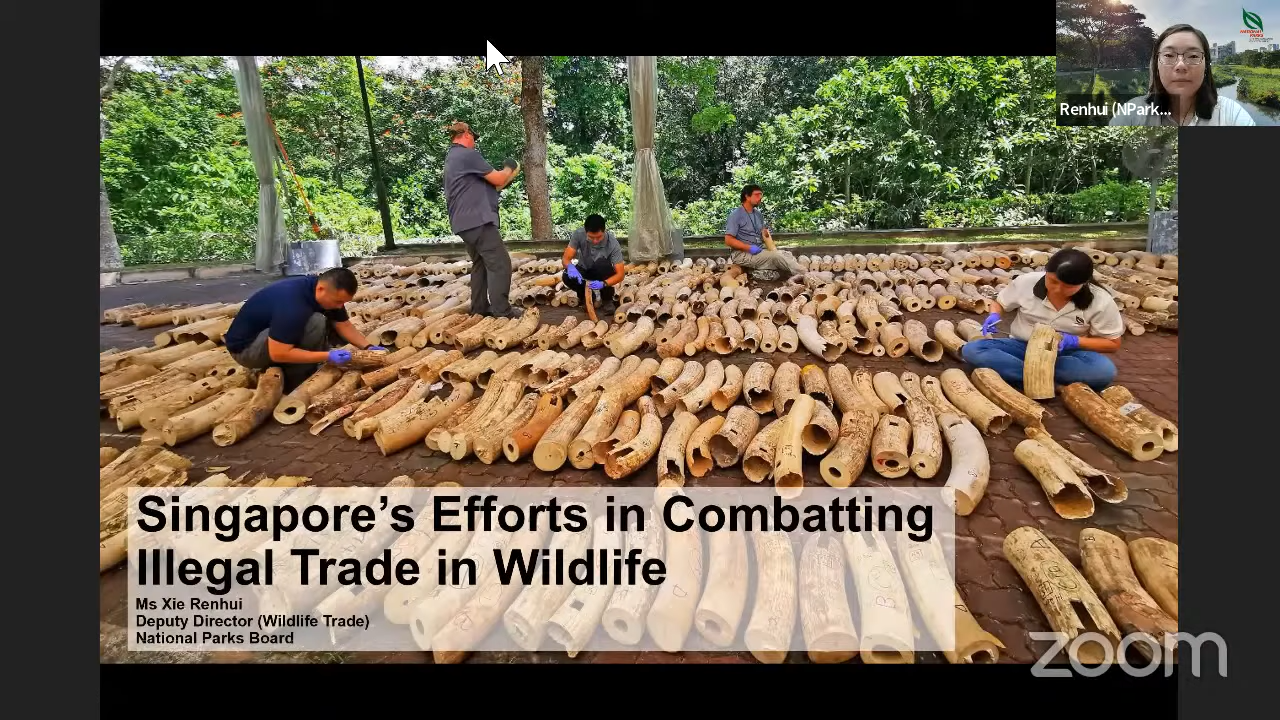 Renhui (NPark...
Singapore's Efforts in Combatting
Illegal Trade in Wildlife
Ms Xie Renhui
Deputy Director (Wildlife Trade)
National Parks Board
zoom